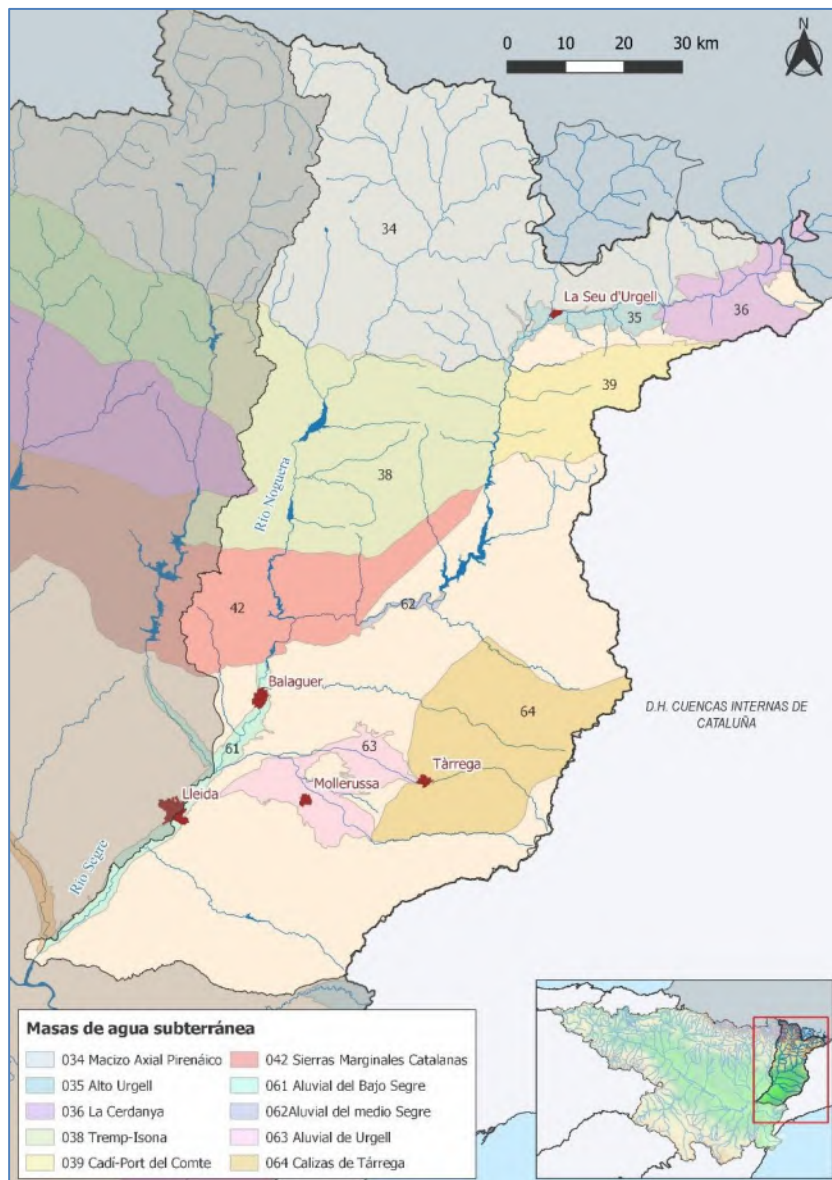 N
0 10 20 30 km
34
La Seu d'Urgell
35
36
39
Río Noguera
38
42
62
Balaguer
64
D.H. CUENCAS INTERNAS DE
CATALUÑA
61
63
Tàrrega
Mollerussa
Lleida
Río Segre
Masas de agua subterránea
034 Macizo Axial Pirenáico
035 Alto Urgell
036 La Cerdanya
038 Tremp-Isona
039 Cadí-Port del Comte
042 Sierras Marginales Catalanas
061 Aluvial del Bajo Segre
062Aluvial del medio Segre
063 Aluvial de Urgell
064 Calizas de Tárrega